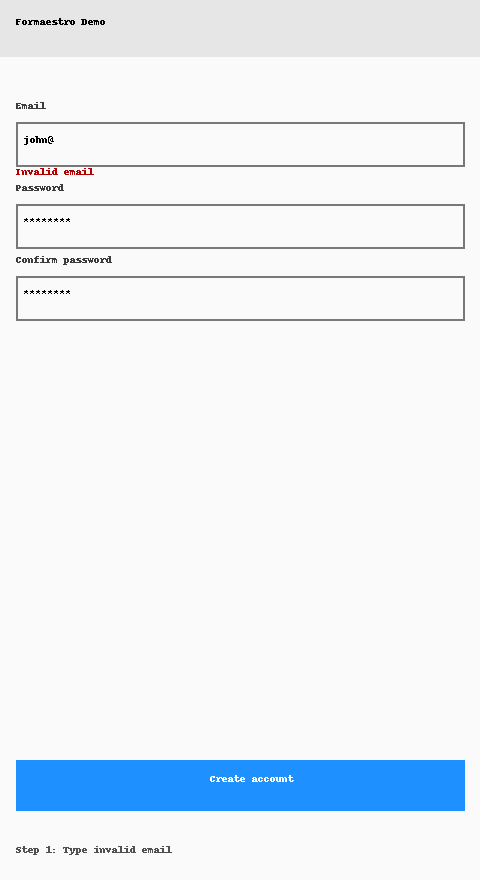 Formaestro Demo
Email
john@
Invalid email
Password
********
Confirm password
********
Create account
Step 1: Type invalid email